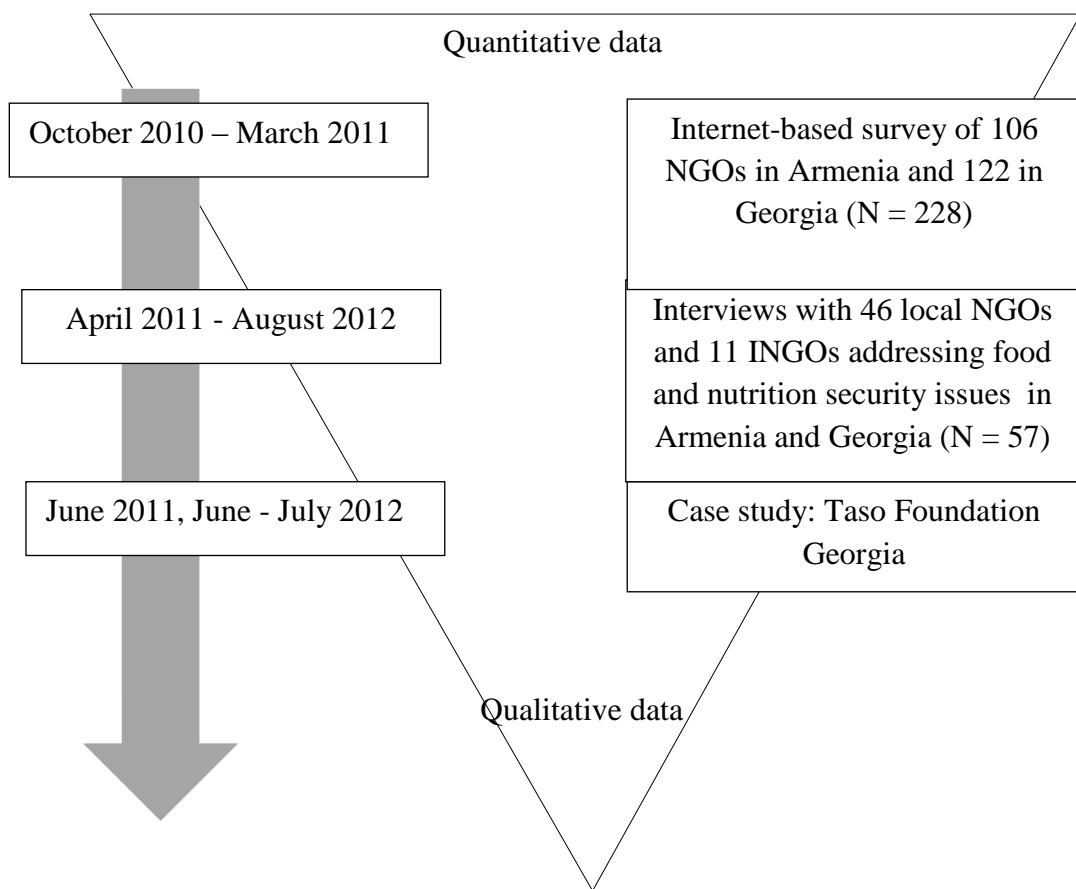 Quantitative data
October 2010 – March 2011
Internet-based survey of 106
NGOs in Armenia and 122 in
Georgia (N = 228)
April 2011 - August 2012
Interviews with 46 local NGOs
and 11 INGOs addressing food
and nutrition security issues  in
Armenia and Georgia (N = 57)
June 2011, June - July 2012
Case study: Taso Foundation
Georgia
Qualitative data